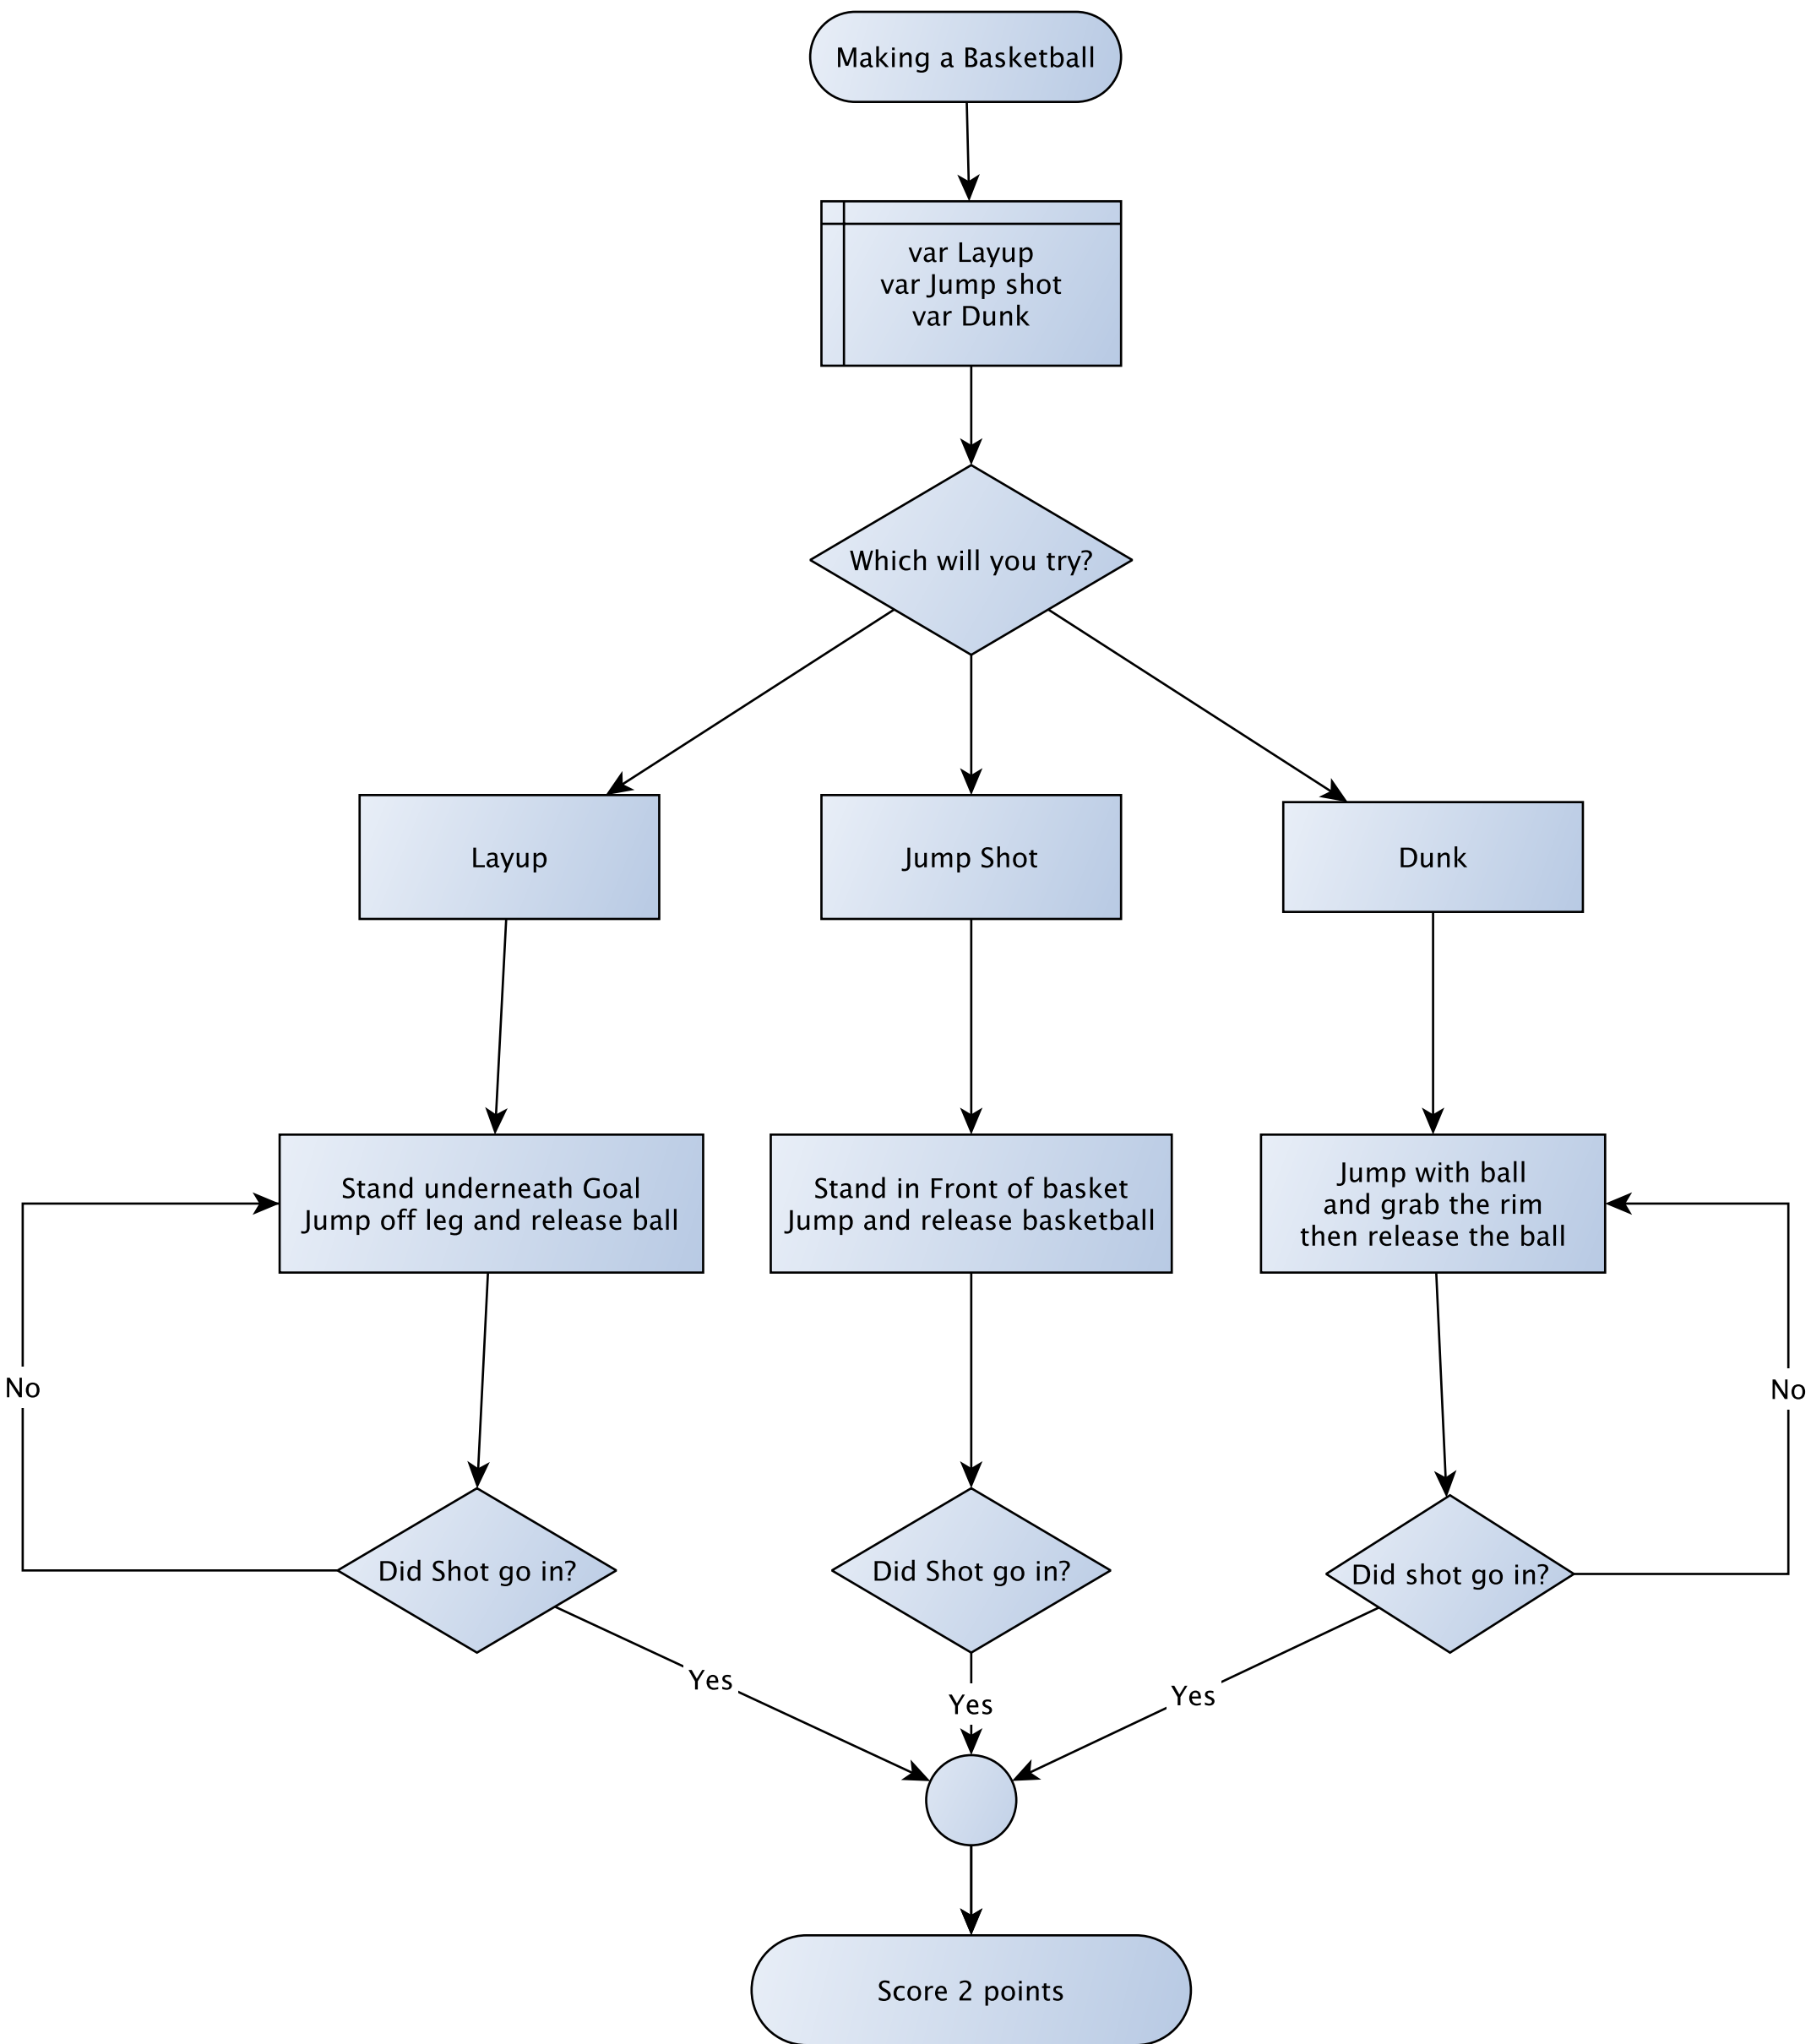 Making a Basketball
var Layup
var Jump shot
var Dunk
Which will you try?
Layup
Jump Shot
Dunk
Stand underneath Goal
Jump off leg and release ball
Stand in Front of basket
Jump and release basketball
Jump with ball
and grab the rim
then release the ball
No
No
Did Shot go in?
Did Shot go in?
Did shot go in?
Yes
Yes
Yes
Score 2 points